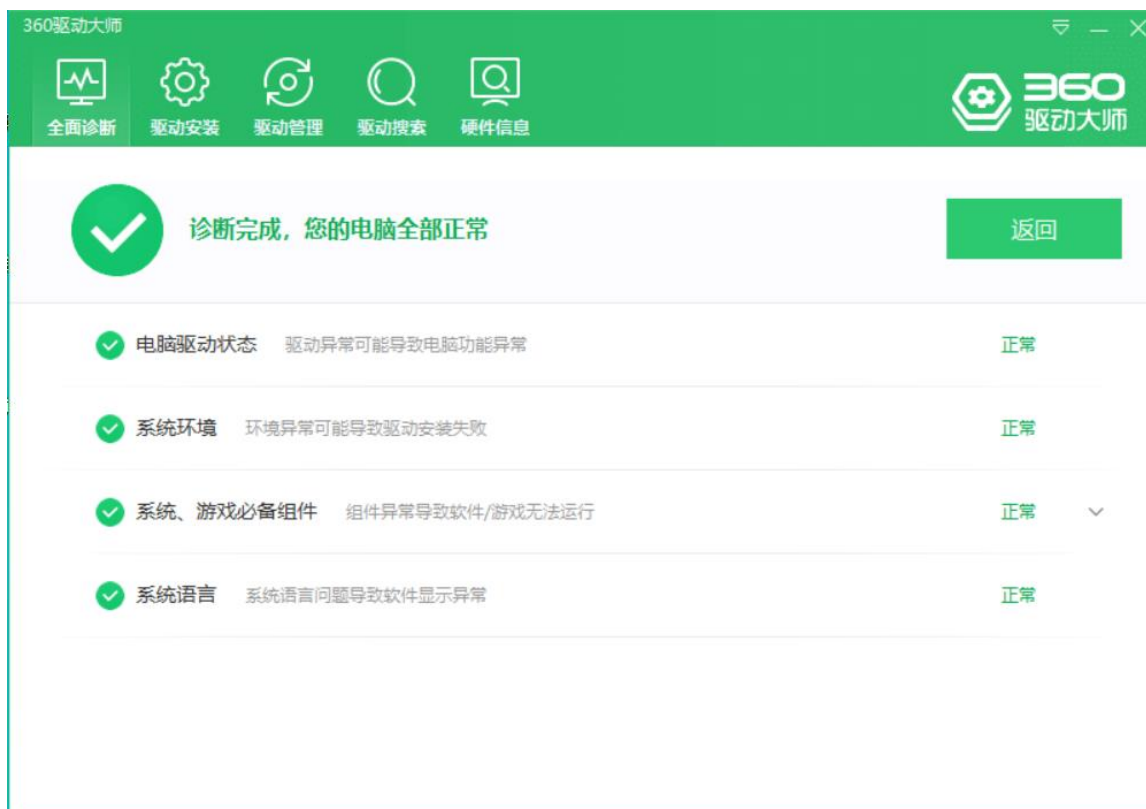 360驱动大师
全面诊断 驱动安装 驱动管理 驱动搜索 硬件信息
360
驱动大师
诊断完成，您的电脑全部正常
返回
电脑驱动状态 驱动异常可能导致电脑功能异常 正常
系统环境 环境异常可能导致驱动安装失败 正常
系统、游戏必备组件 组件异常导致软件/游戏无法运行 正常
系统语言 系统语言问题导致软件显示异常 正常